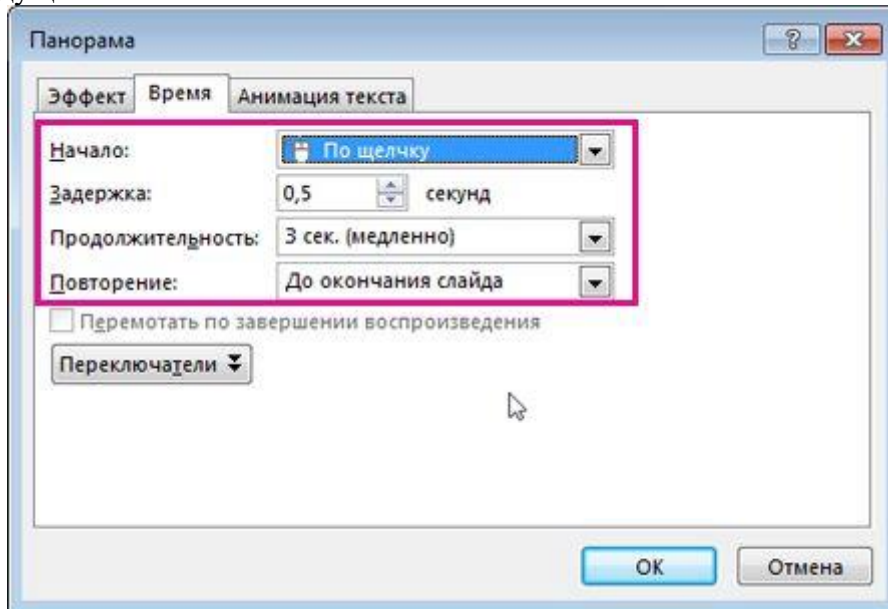 Панорама
Эффект Время Анимация текста
Начало: По щелчку
Задержка: 0,5 секунд
Продолжительность: 3 сек. (медленно)
Повторение: До окончания слайда
Перемотать по завершении воспроизведения
Переключатели
ОК Отмена